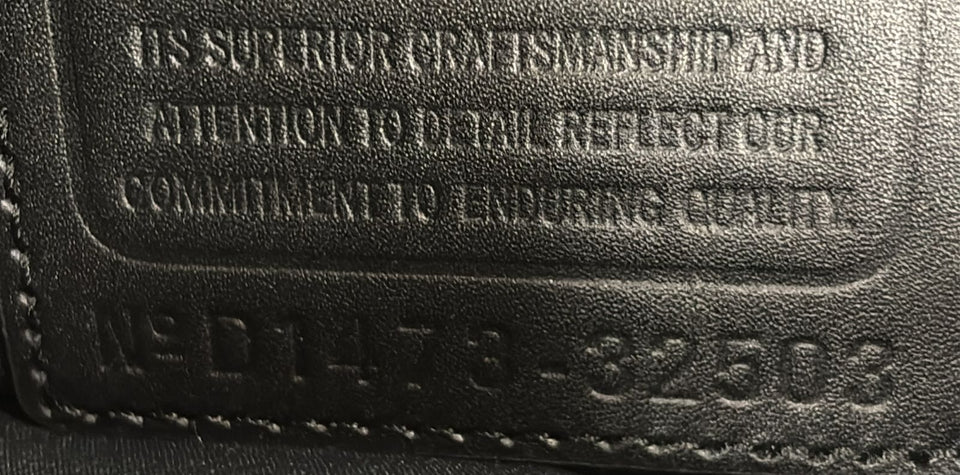 ITS SUPERIOR CRAFTSMANSHIP AND
ATTENTION TO DETAIL REFLECT OUR
COMMITMENT TO ENDURING QUALITY.
Nº D1473-32503